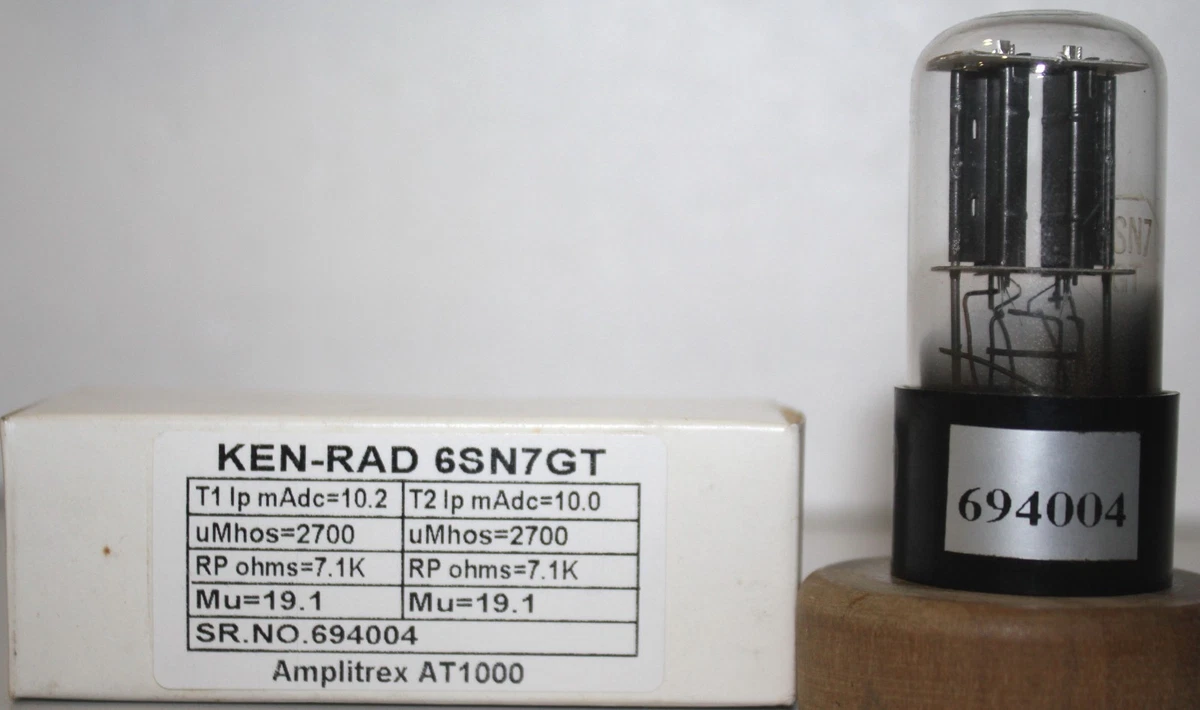 KEN-RAD 6SN7GT
T1 Ip mAdc=10.2 T2 Ip mAdc=10.0
uMhos=2700 uMhos=2700
RP ohms=7.1K RP ohms=7.1K
Mu=19.1 Mu=19.1
SR.NO.694004
Amplitrex AT1000
SN7
694004